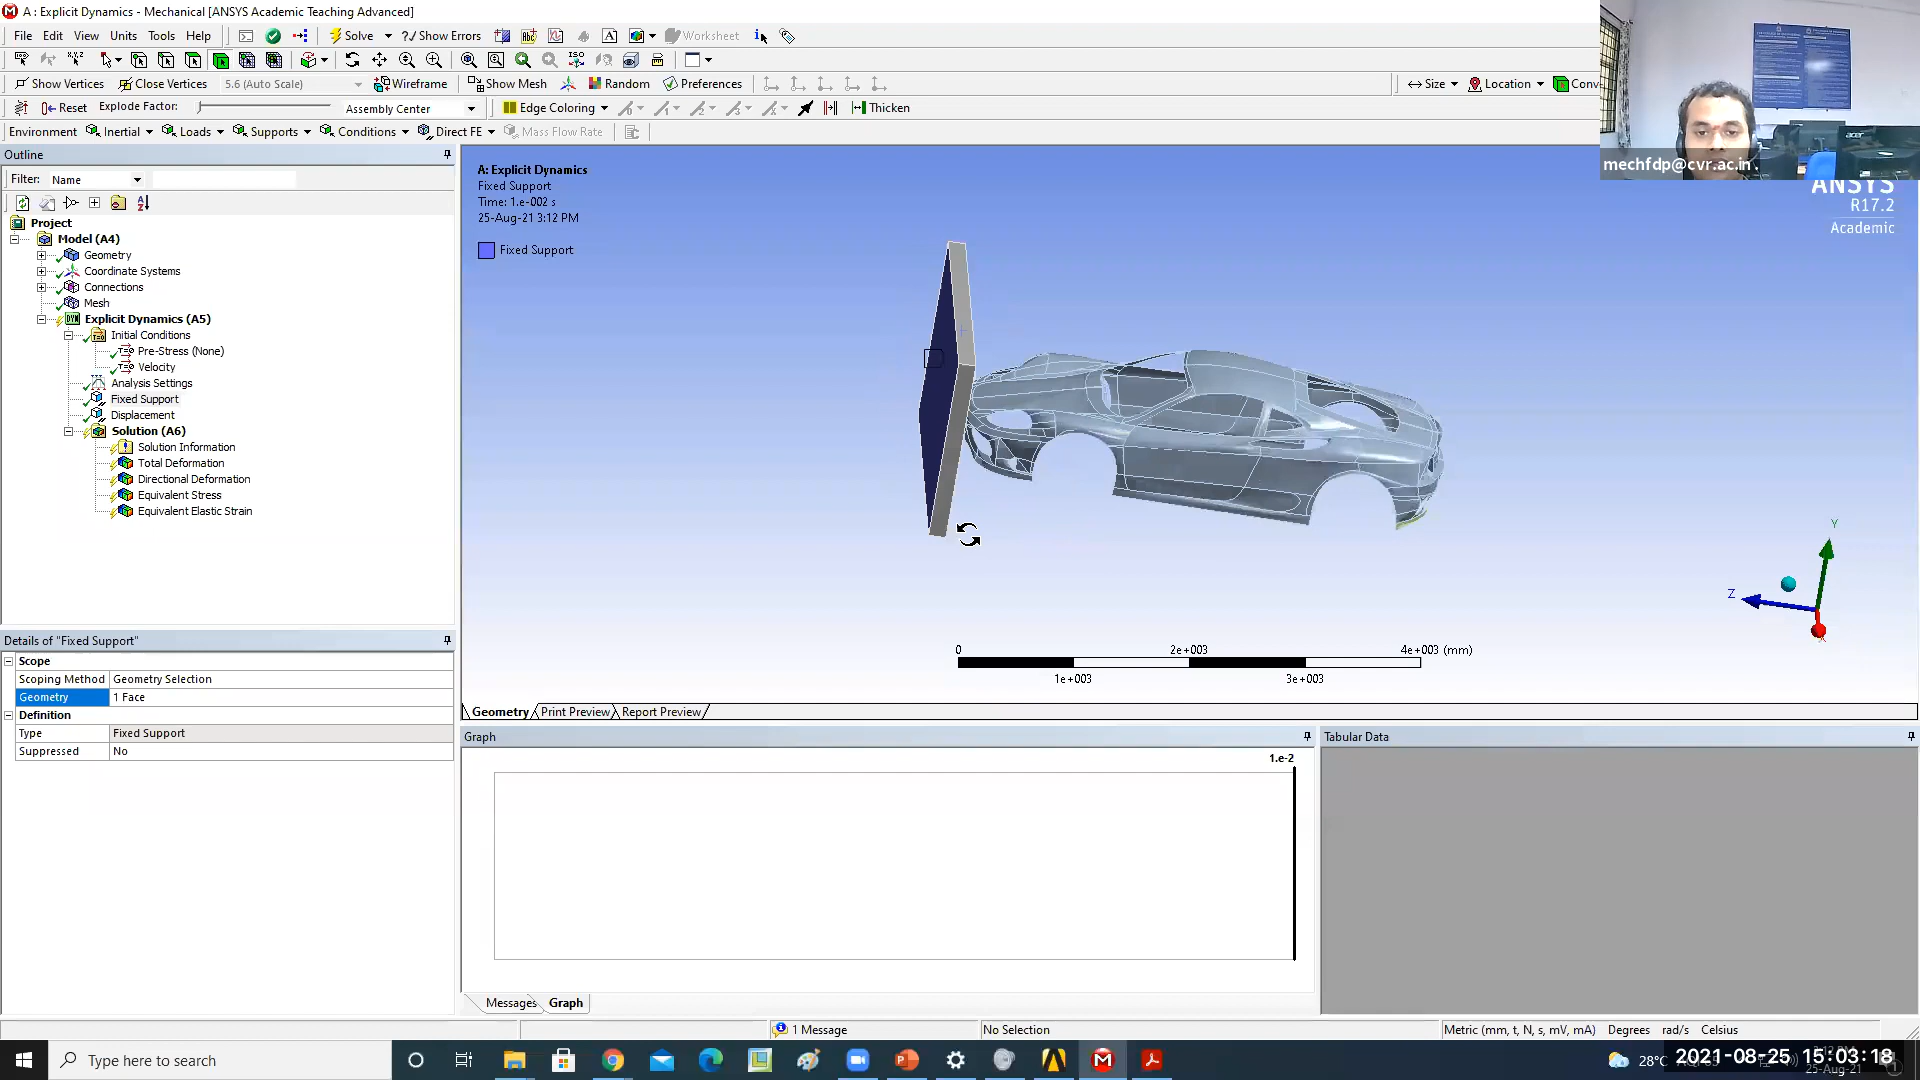 A : Explicit Dynamics - Mechanical [ANSYS Academic Teaching Advanced]
File Edit View Units Tools Help Solve ?/ Show Errors Worksheet
Show Vertices Close Vertices 5.6 (Auto Scale) Wireframe Show Mesh Random Preferences Size Location Conv
Reset Explode Factor: Assembly Center Edge Coloring Thicken
Environment Inertial Loads Supports Conditions Direct FE Mass Flow Rate
mechfdp@cvr.ac.in .
Outline
Filter: Name
Project
Model (A4)
Geometry
Coordinate Systems
Connections
Mesh
Explicit Dynamics (A5)
Initial Conditions
Pre-Stress (None)
Velocity
Analysis Settings
Fixed Support
Displacement
Solution (A6)
Solution Information
Total Deformation
Directional Deformation
Equivalent Stress
Equivalent Elastic Strain
A: Explicit Dynamics
Fixed Support
Time: 1.e-002 s
25-Aug-21 3:12 PM
Fixed Support
ANSYS
R17.2
Academic
Y
Z
X
0 2e+003 4e+003 (mm)
1e+003 3e+003
Details of "Fixed Support"
Scope
Scoping Method Geometry Selection
Geometry 1 Face
Definition
Type Fixed Support
Suppressed No
Geometry Print Preview Report Preview
Graph
1.e-2
Tabular Data
Messages Graph
1 Message No Selection Metric (mm, t, N, s, mV, mA) Degrees rad/s Celsius
Type here to search
acer
28°C
2021-08-25 15:03:18
25-Aug-21